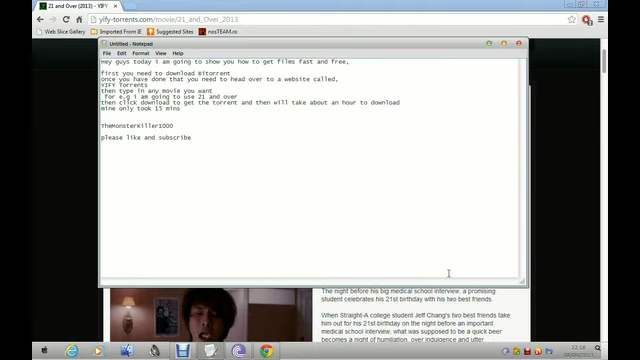 21 and Over (2013) - YIFY
yify-torrents.com/movie/21_and_Over_2013
Web Slice Gallery Imported From IE Suggested Sites nosTEAM.ro
Untitled - Notepad
File Edit Format View Help
Hey guys today i am going to show you how to get films fast and free,
first you need to download Bitorrent
once you have done that you need to head over to a website called,
YIFY Torrents
then type in any movie you want
for e.g i am going to use 21 and over
then click download to get the torrent and then will take about an hour to download
mine only took 15 mins
TheMonsterKiller1000
please like and subscribe
The night before his big medical school interview, a promising
student celebrates his 21st birthday with his two best friends.
When Straight-A college student Jeff Chang's two best friends take
him out for his 21st birthday on the night before an important
medical school interview, what was supposed to be a quick beer
becomes a night of humiliation, over indulgence and utter
22:18